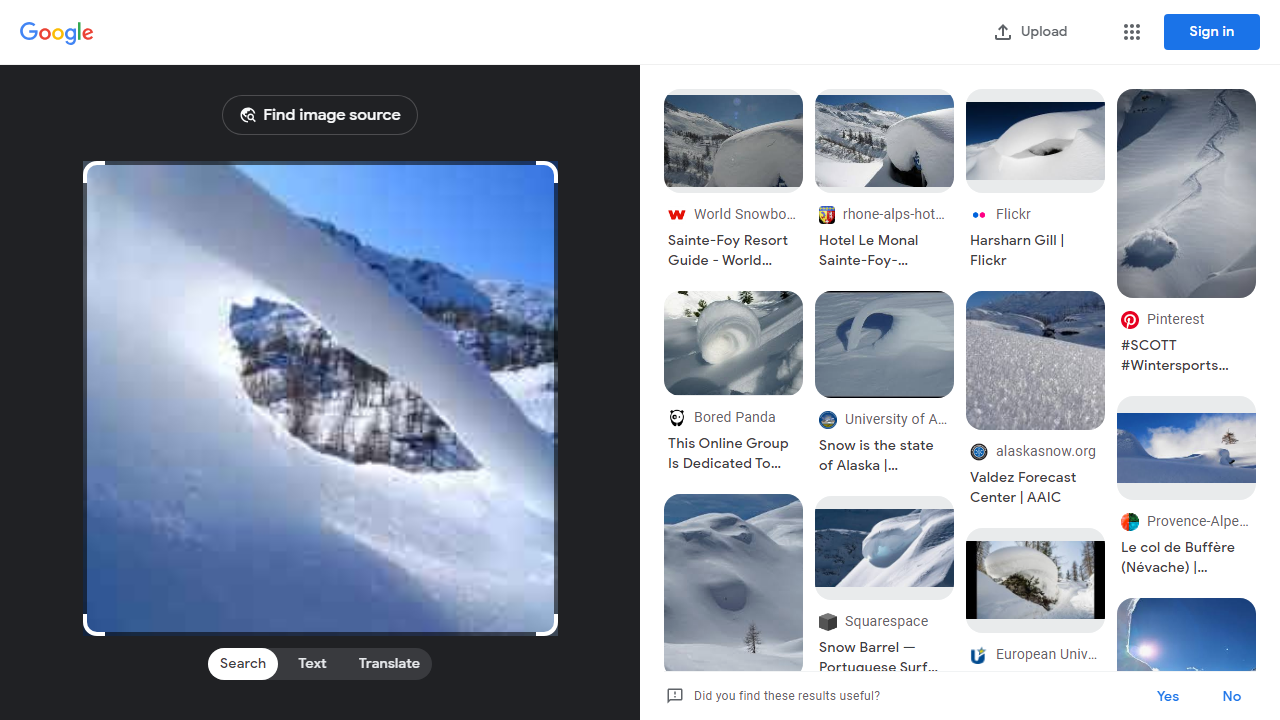 Google
Upload
Sign in
Find image source
Search
Text
Translate
World Snowbo...
Sainte-Foy Resort
Guide - World...
rhone-alps-hot...
Hotel Le Monal
Sainte-Foy-...
Flickr
Harsharn Gill |
Flickr
Pinterest
#SCOTT
#Wintersports...
Bored Panda
This Online Group
Is Dedicated To...
University of A...
Snow is the state
of Alaska |...
alaskasnow.org
Valdez Forecast
Center | AAIC
Provence-Alpe...
Le col de Buffère
(Névache) |...
Squarespace
Snow Barrel —
Portuguese Surf...
European Univ...
Did you find these results useful?
Yes
No